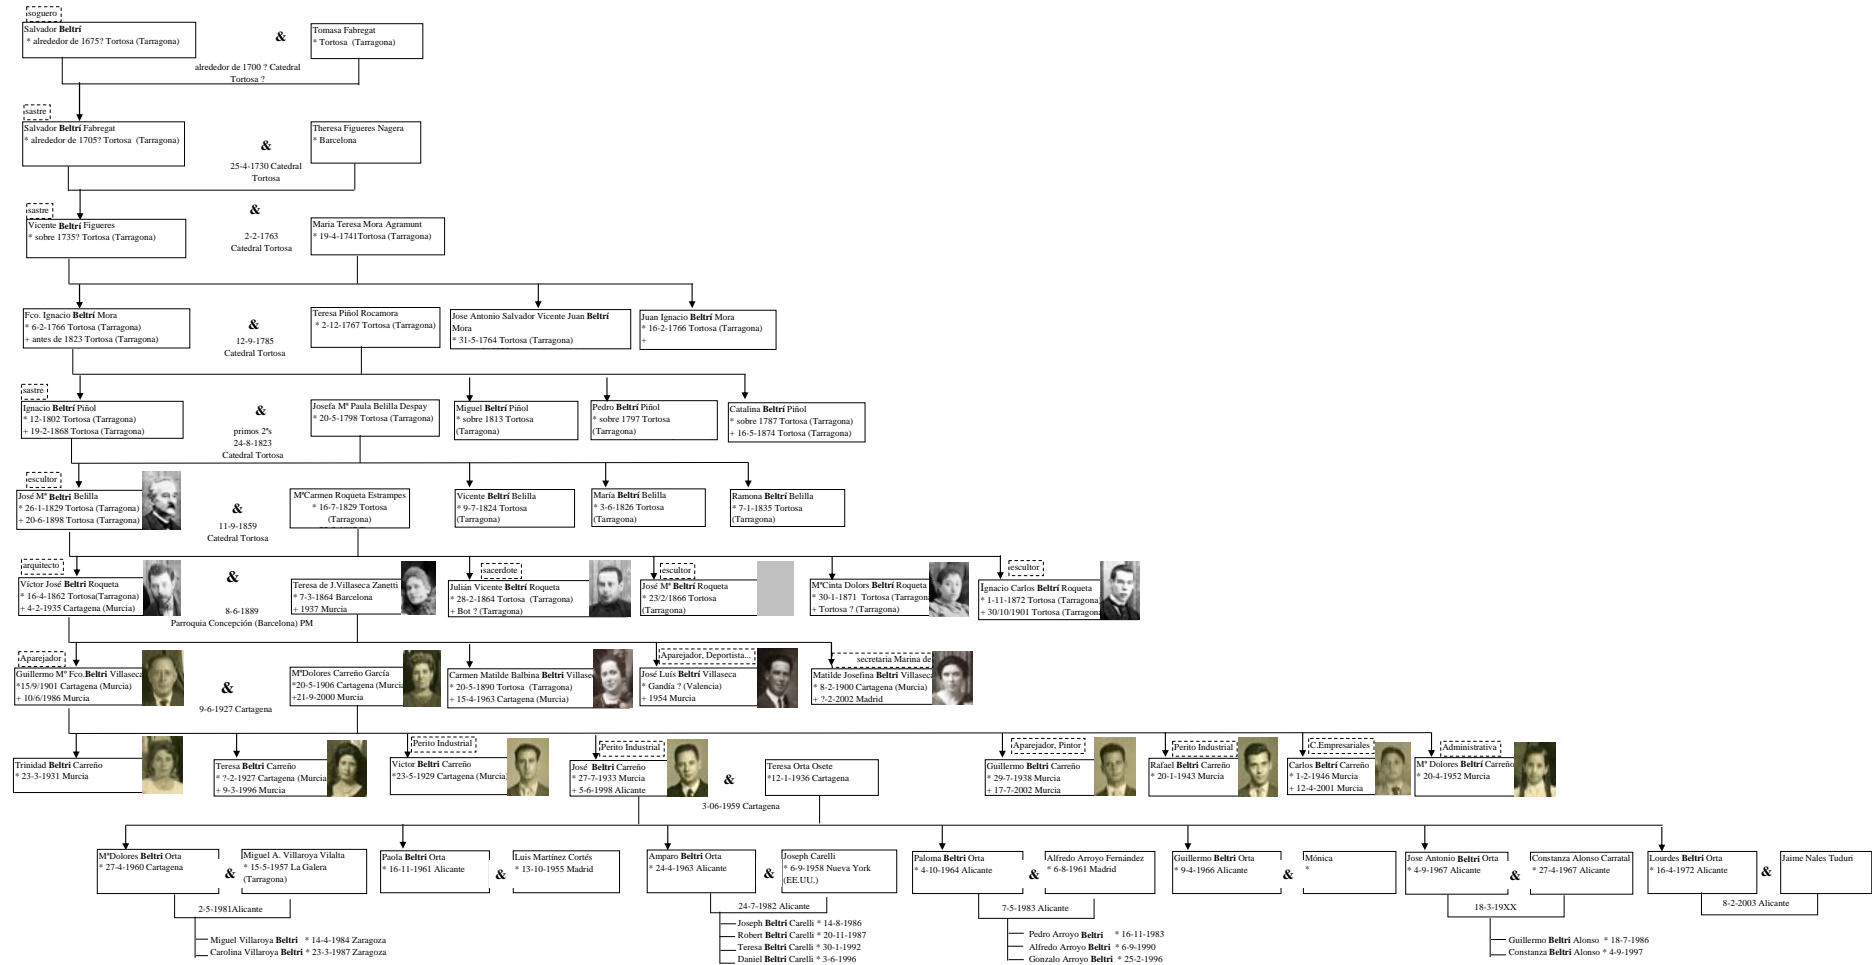 soguero
Salvador Beltrí
* alrédedor de 1675? Tortosa (Tarragona)
&
Tomasa Fabregat
* Tortosa (Tarragona)
alrededor de 1700 ? Catedral
Tortosa ?
sastre
Salvador Beltrí Fabregat
* alrededor de 1705? Tortosa (Tarragona)
&
Theresa Figueres Nagera
* Barcelona
25-4-1730 Catedral
Tortosa
sastre
Vicente Beltrí Figueres
* sobre 1735? Tortosa (Tarragona)
&
2-2-1763
Catedral Tortosa
Maria Teresa Mora Agramunt
* 19-4-1741Tortosa (Tarragona)
Fco. Ignacio Beltrí Mora
* 6-2-1766 Tortosa (Tarragona)
+ antes de 1823 Tortosa (Tarragona)
&
12-9-1785
Catedral Tortosa
Teresa Piñol Rocamora
* 2-12-1767 Tortosa (Tarragona)
Jose Antonio Salvador Vicente Juan Beltrí
Mora
* 31-5-1764 Tortosa (Tarragona)
Juan Ignacio Beltrí Mora
* 16-2-1766 Tortosa (Tarragona)
+
sastre
Ignacio Beltrí Piñol
* 12-1802 Tortosa (Tarragona)
+ 19-2-1868 Tortosa (Tarragona)
&
primos 2ºs
24-8-1823
Catedral Tortosa
Josefa Mª Paula Belilla Despay
* 20-5-1798 Tortosa (Tarragona)
Miguel Beltrí Piñol
* sobre 1813 Tortosa
(Tarragona)
Pedro Beltrí Piñol
* sobre 1797 Tortosa
(Tarragona)
Catalina Beltrí Piñol
* sobre 1787 Tortosa (Tarragona)
+ 16-5-1874 Tortosa (Tarragona)
escultor
José Mª Beltri Belilla
* 26-1-1829 Tortosa (Tarragona)
+ 20-6-1898 Tortosa (Tarragona)
&
11-9-1859
Catedral Tortosa
MªCarmen Roqueta Estrampes
* 16-7-1829 Tortosa
(Tarragona)
Vicente Beltrí Belilla
* 9-7-1824 Tortosa
(Tarragona)
María Beltrí Belilla
* 3-6-1826 Tortosa
(Tarragona)
Ramona Beltrí Belilla
* 7-1-1835 Tortosa
(Tarragona)
arquitecto
Víctor José Beltrí Roqueta
* 16-4-1862 Tortosa(Tarragona)
+ 4-2-1935 Cartagena (Murcia)
&
8-6-1889
Parroquia Concepción (Barcelona) PM
Teresa de J.Villaseca Zanetti
* 7-3-1864 Barcelona
+ 1937 Murcia
sacerdote
Julián Vicente Beltrí Roqueta
* 28-2-1864 Tortosa (Tarragona)
+ Bot ? (Tarragona)
escultor
José Mª Beltrí Roqueta
* 23/2/1866 Tortosa
(Tarragona)
MªCinta Dolors Beltrí Roqueta
* 30-1-1871 Tortosa (Tarragona
+ Tortosa ? (Tarragona)
escultor
Ignacio Carlos Beltrí Roqueta
* 1-11-1872 Tortosa (Tarragona)
+ 30/10/1901 Tortosa (Tarragona
Aparejador
Guillermo Mª Fco.Beltri Villaseca
*15/9/1901 Cartagena (Murcia)
+ 10/6/1986 Murcia
&
9-6-1927 Cartagena
MªDolores Carreño García
*20-5-1906 Cartagena (Murcia
+21-9-2000 Murcia
Carmen Matilde Balbina Beltri Villasec
* 20-5-1890 Tortosa (Tarragona)
+ 15-4-1963 Cartagena (Murcia)
Aparejador, Deportista...
José Luís Beltrí Villaseca
* Gandía ? (Valencia)
+ 1954 Murcia
secretaria Marina de
Matilde Josefina Beltri Villaseca
* 8-2-1900 Cartagena (Murcia)
+ ?-2-2002 Madrid
Trinidad Beltri Carreño
* 23-3-1931 Murcia
Teresa Beltri Carreño
* ?-2-1927 Cartagena (Murcia
+ 9-3-1996 Murcia
Perito Industrial
Victor Beltri Carreño
*23-5-1929 Cartagena (Murcia)
Perito Industrial
José Beltri Carreño
* 27-7-1933 Murcia
+ 5-6-1998 Alicante
&
3-06-1959 Cartagena
Teresa Orta Osete
*12-1-1936 Cartagena
Aparejador, Pintor
Guillermo Beltri Carreño
* 29-7-1938 Murcia
+ 17-7-2002 Murcia
Perito Industrial
Rafael Beltri Carreño
* 20-1-1943 Murcia
C.Empresariales
Carlos Beltrí Carreño
* 1-2-1946 Murcia
+ 12-4-2001 Murcia
Administrativa
Mª Dolores Beltrí Carreño
* 20-4-1952 Murcia
MªDolores Beltri Orta
* 27-4-1960 Cartagena
&
Miguel A. Villaroya Vilalta
* 15-5-1957 La Galera
(Tarragona)
2-5-1981Alicante
Miguel Villaroya Beltri * 14-4-1984 Zaragoza
Carolina Villaroya Beltri * 23-3-1987 Zaragoza
Paola Beltri Orta
* 16-11-1961 Alicante
&
Luis Martínez Cortés
* 13-10-1955 Madrid
Amparo Beltri Orta
* 24-4-1963 Alicante
&
Joseph Carelli
* 6-9-1958 Nueva York
(EE.UU.)
24-7-1982 Alicante
Joseph Beltri Carelli * 14-8-1986
Robert Beltri Carelli * 20-11-1987
Teresa Beltri Carelli * 30-1-1992
Daniel Beltri Carelli * 3-6-1996
Paloma Beltri Orta
* 4-10-1964 Alicante
&
Alfredo Arroyo Fernández
* 6-8-1961 Madrid
7-5-1983 Alicante
Pedro Arroyo Beltri * 16-11-1983
Alfredo Arroyo Beltri * 6-9-1990
Gonzalo Arroyo Beltri * 25-2-1996
Guillermo Beltri Orta
* 9-4-1966 Alicante
&
Mónica
*
Jose Antonio Beltri Orta
* 4-9-1967 Alicante
&
Constanza Alonso Carratal
* 27-4-1967 Alicante
18-3-19XX
Guillermo Beltri Alonso * 18-7-1986
Constanza Beltri Alonso * 4-9-1997
Lourdes Beltri Orta
* 16-4-1972 Alicante
&
Jaime Nales Tuduri
8-2-2003 Alicante